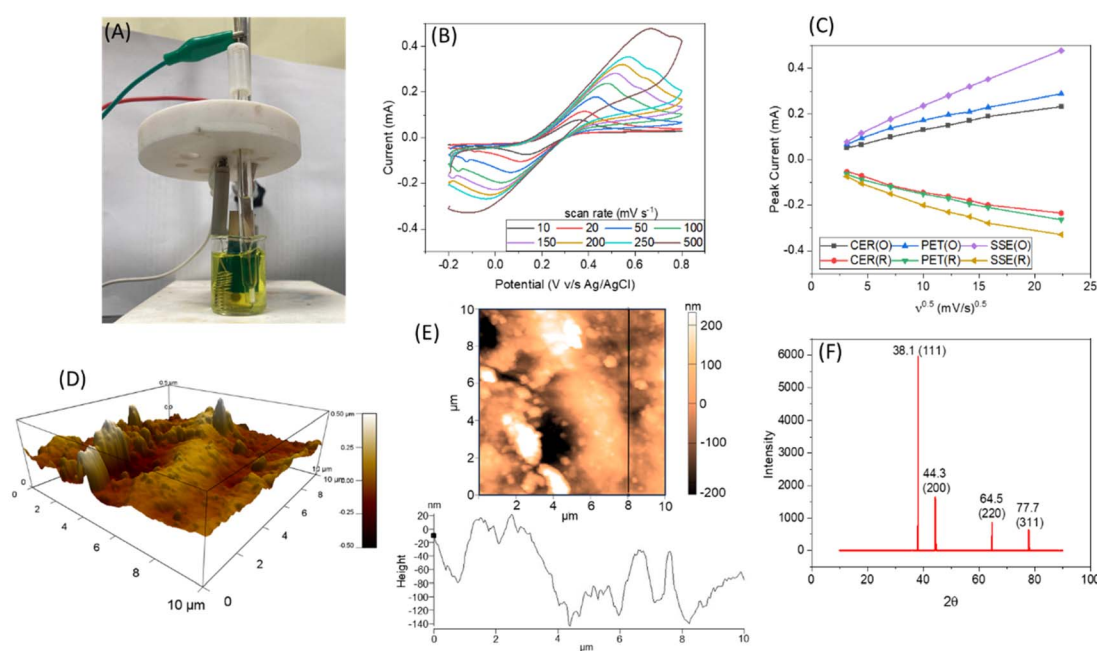 (A)
(B)
0.4
0.2
0.0
-0.2
-0.4
Current (mA)
scan rate (mV s⁻¹)
10 20 50 100
150 200 250 500
-0.2 0.0 0.2 0.4 0.6 0.8
Potential (V v/s Ag/AgCl)
(C)
0.4
0.2
0.0
-0.2
-0.4
Peak Current (mA)
CER(O) PET(O) SSE(O)
CER(R) PET(R) SSE(R)
0 5 10 15 20 25
ν⁰·⁵ (mV/s)⁰·⁵
(D)
0.5 µm
0.0
0
2
4
6
8
10 µm
0
2
4
6
8
10 µm
0
0.50 µm
0.25
0.00
-0.25
-0.50
(E)
10
8
6
4
2
0
µm
0 2 4 6 8 10
µm
nm
200
100
0
-100
-200
nm
20
0
-20
-40
-60
-80
-100
-120
-140
Height
0 2 4 6 8 10
µm
(F)
6000
5000
4000
3000
2000
1000
0
Intensity
38.1 (111)
44.3
(200)
64.5
(220)
77.7
(311)
0 20 40 60 80 100
2θ